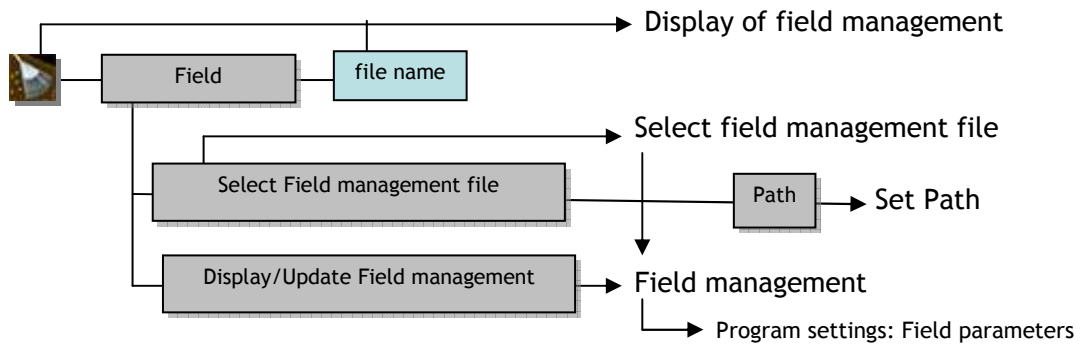 Display of field management
Field
file name
Select field management file
Select Field management file
Path
Set Path
Display/Update Field management
Field management
Program settings: Field parameters